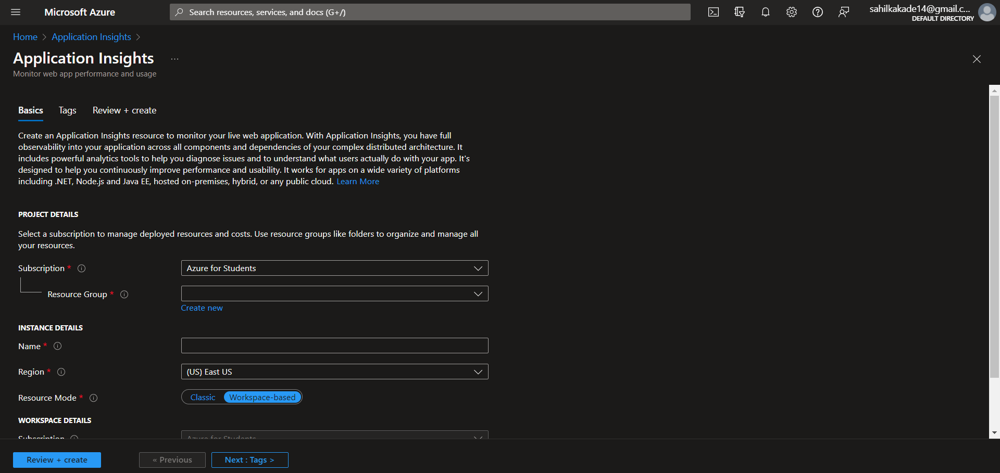 Microsoft Azure
Search resources, services, and docs (G+/)
sahilkakade14@gmail.c...
DEFAULT DIRECTORY
Home > Application Insights >
Application Insights ...
Monitor web app performance and usage
Basics Tags Review + create
Create an Application Insights resource to monitor your live web application. With Application Insights, you have full
observability into your application across all components and dependencies of your complex distributed architecture. It
includes powerful analytics tools to help you diagnose issues and to understand what users actually do with your app. It's
designed to help you continuously improve performance and usability. It works for apps on a wide variety of platforms
including .NET, Node.js and Java EE, hosted on-premises, hybrid, or any public cloud. Learn More
PROJECT DETAILS
Select a subscription to manage deployed resources and costs. Use resource groups like folders to organize and manage all
your resources.
Subscription * Azure for Students
Resource Group *
Create new
INSTANCE DETAILS
Name *
Region * (US) East US
Resource Mode * Classic Workspace-based
WORKSPACE DETAILS
Subscription Azure for Students
Review + create « Previous Next : Tags >